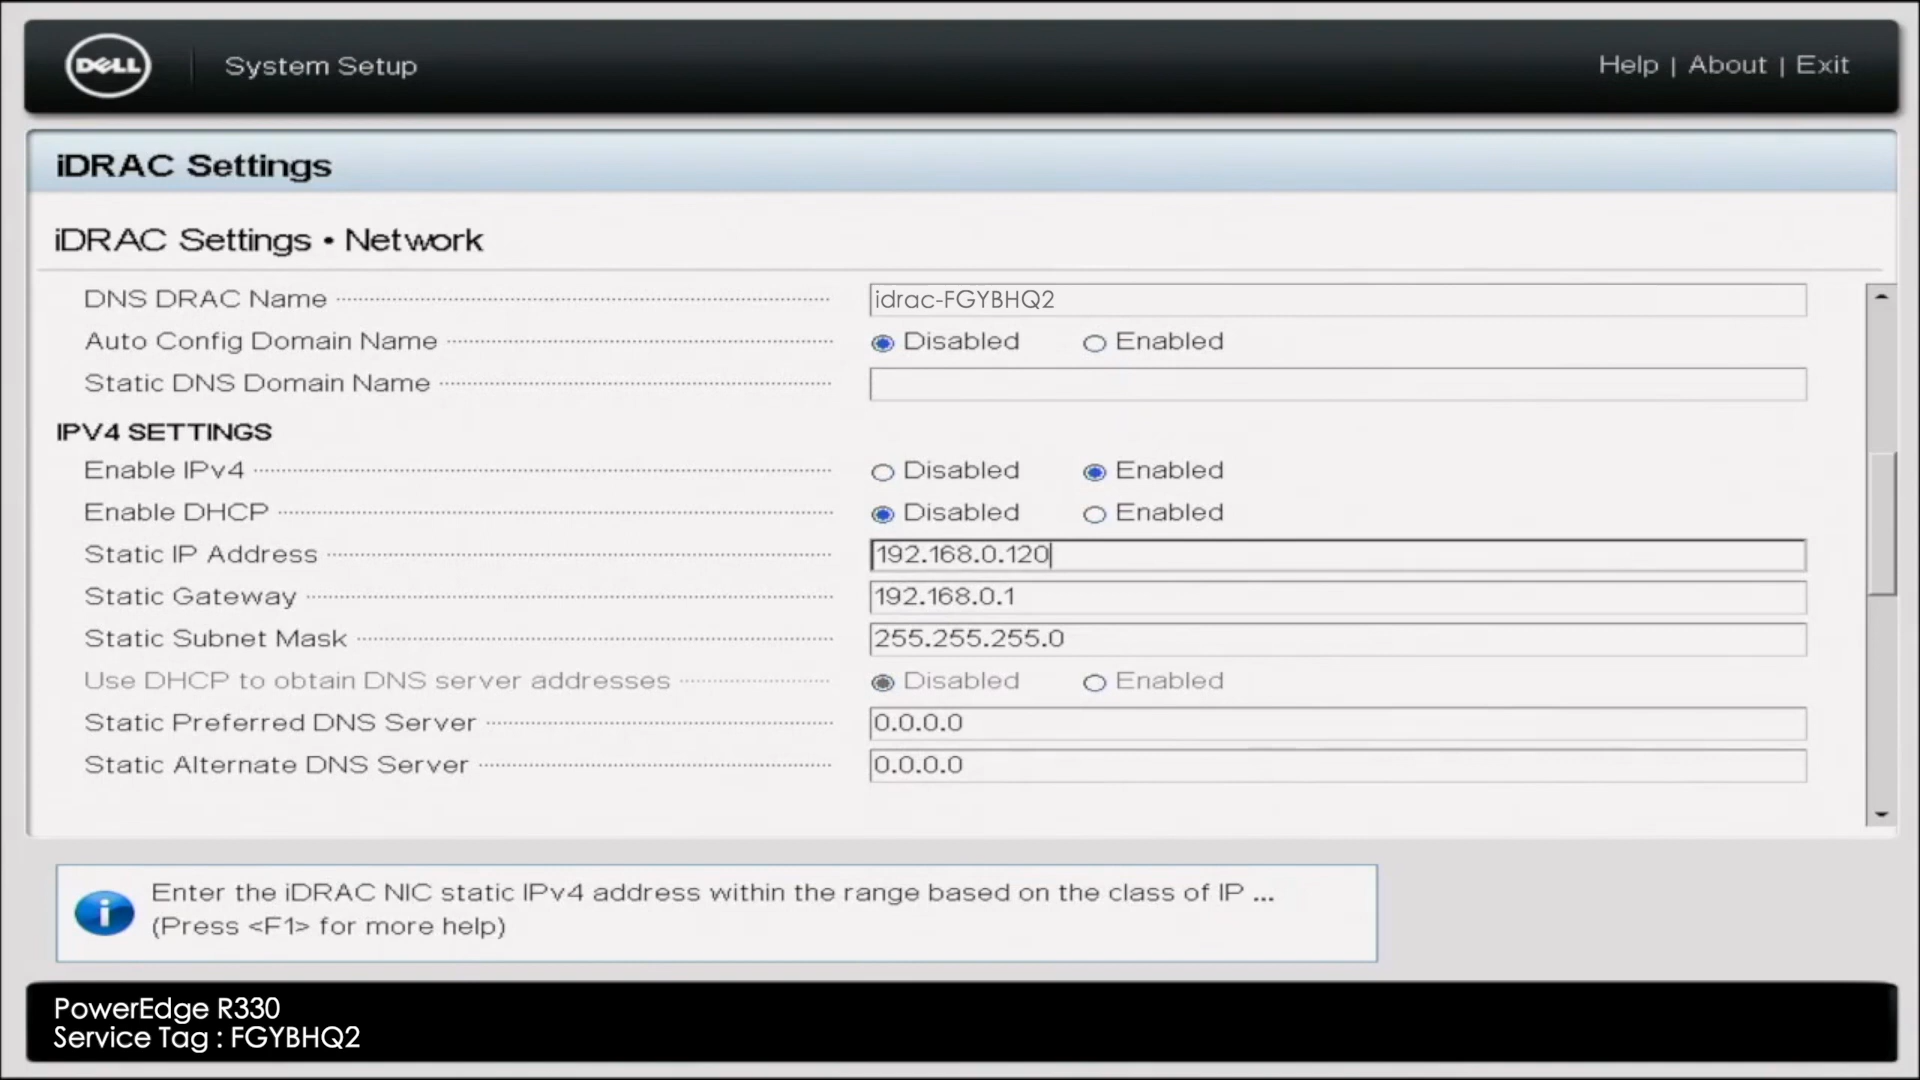 DELL System Setup Help | About | Exit
iDRAC Settings
iDRAC Settings • Network
DNS DRAC Name idrac-FGYBHQ2
Auto Config Domain Name Disabled Enabled
Static DNS Domain Name
IPV4 SETTINGS
Enable IPv4 Disabled Enabled
Enable DHCP Disabled Enabled
Static IP Address 192.168.0.120
Static Gateway 192.168.0.1
Static Subnet Mask 255.255.255.0
Use DHCP to obtain DNS server addresses Disabled Enabled
Static Preferred DNS Server 0.0.0.0
Static Alternate DNS Server 0.0.0.0
Enter the iDRAC NIC static IPv4 address within the range based on the class of IP ...
(Press <F1> for more help)
PowerEdge R330
Service Tag : FGYBHQ2